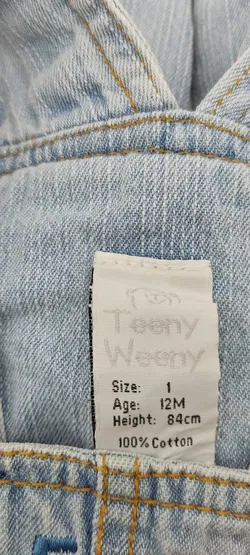 Teeny
Weeny
Size: 1
Age: 12M
Height: 84cm
100% Cotton